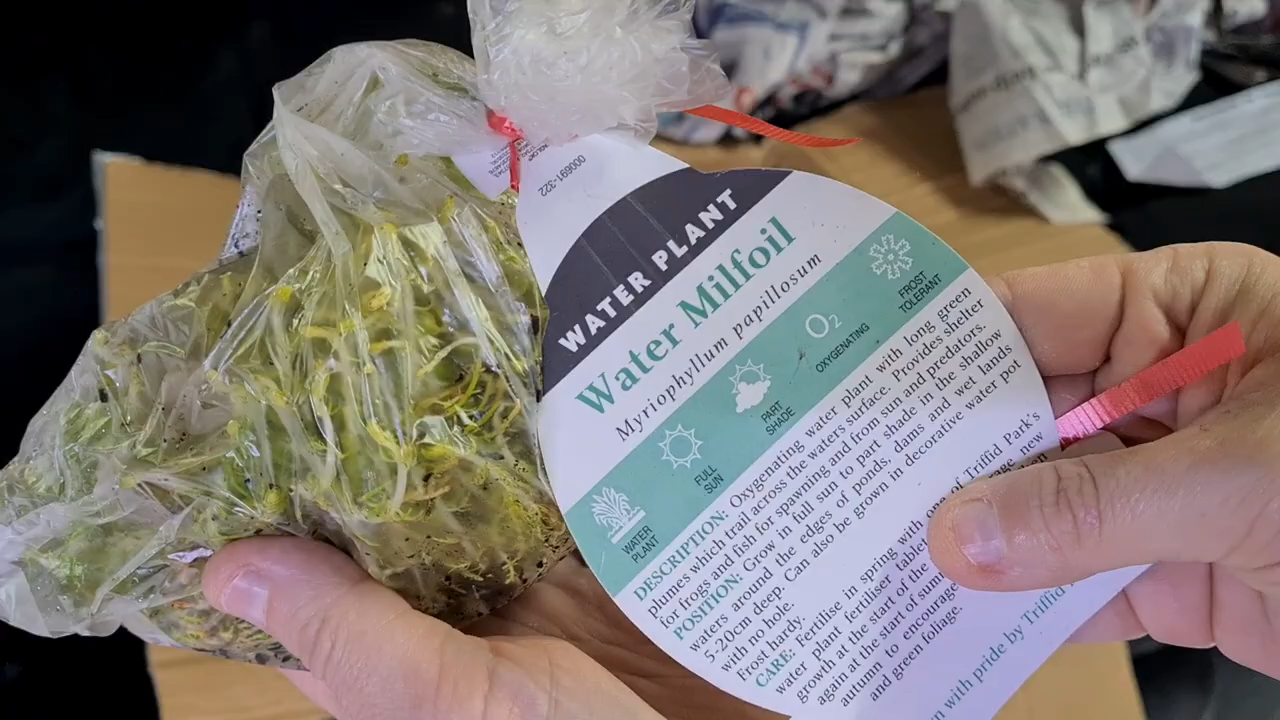 000691-322
WATER PLANT
Water Milfoil
Myriophyllum papillosum
WATER
PLANT
FULL
SUN
PART
SHADE
O2
OXYGENATING
FROST
TOLERANT
DESCRIPTION: Oxygenating water plant with long green
plumes which trail across the waters surface. Provides shelter
for frogs and fish for spawning and from sun and predators.
POSITION: Grow in full sun to part shade in the shallow
waters around the edges of ponds, dams and wet lands
5-20cm deep. Can also be grown in decorative water pot
with no hole.
Frost hardy.
CARE: Fertilise in spring with one of Triffid Park's
water plant fertiliser new
growth at the start of the
again at the start of
autumn to encourage
and green foliage.
with pride by Triffid